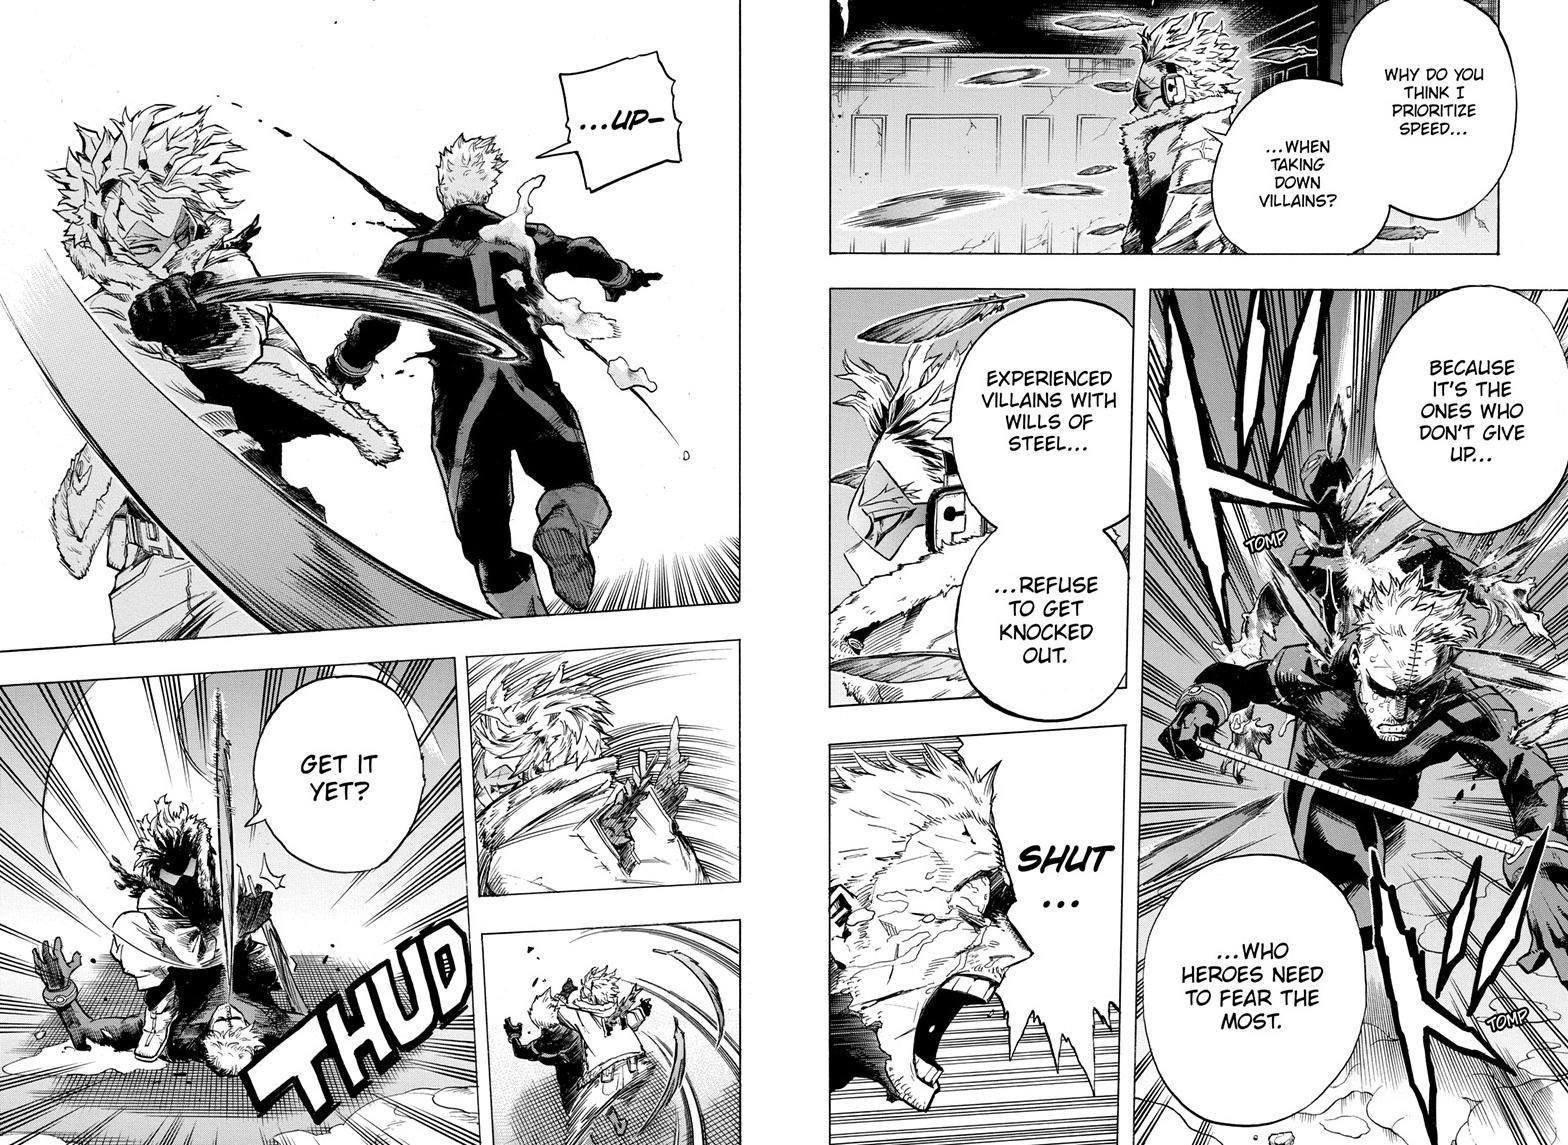 WHY DO YOU
THINK I
PRIORITIZE
SPEED...
...WHEN
TAKING
DOWN
VILLAINS?
BECAUSE
IT'S THE
ONES WHO
DON'T GIVE
UP...
TOMP
...WHO
HEROES NEED
TO FEAR THE
MOST.
TOMP
EXPERIENCED
VILLAINS WITH
WILLS OF
STEEL...
...REFUSE
TO GET
KNOCKED
OUT.
SHUT
...
...UP-
GET IT
YET?
THUD